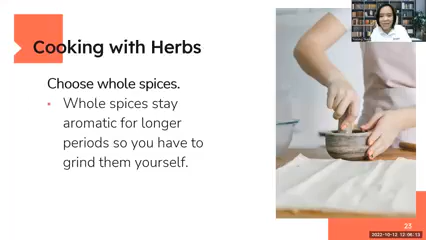 Cooking with Herbs
Choose whole spices.
• Whole spices stay
aromatic for longer
periods so you have to
grind them yourself.
23
2022-10-12 12:06:13